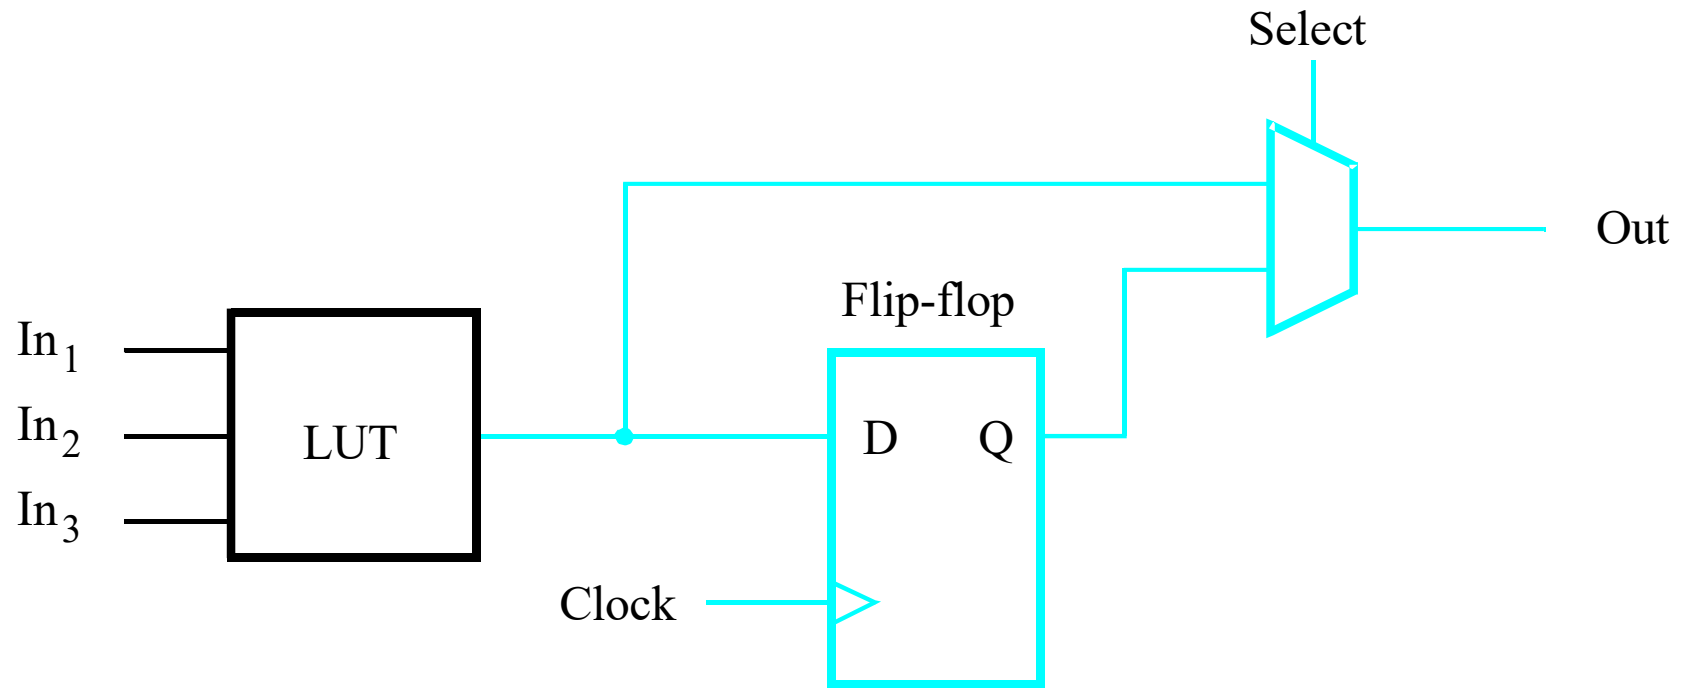 Select
Out
Flip-flop
In1
In2
In3
LUT
D
Q
Clock